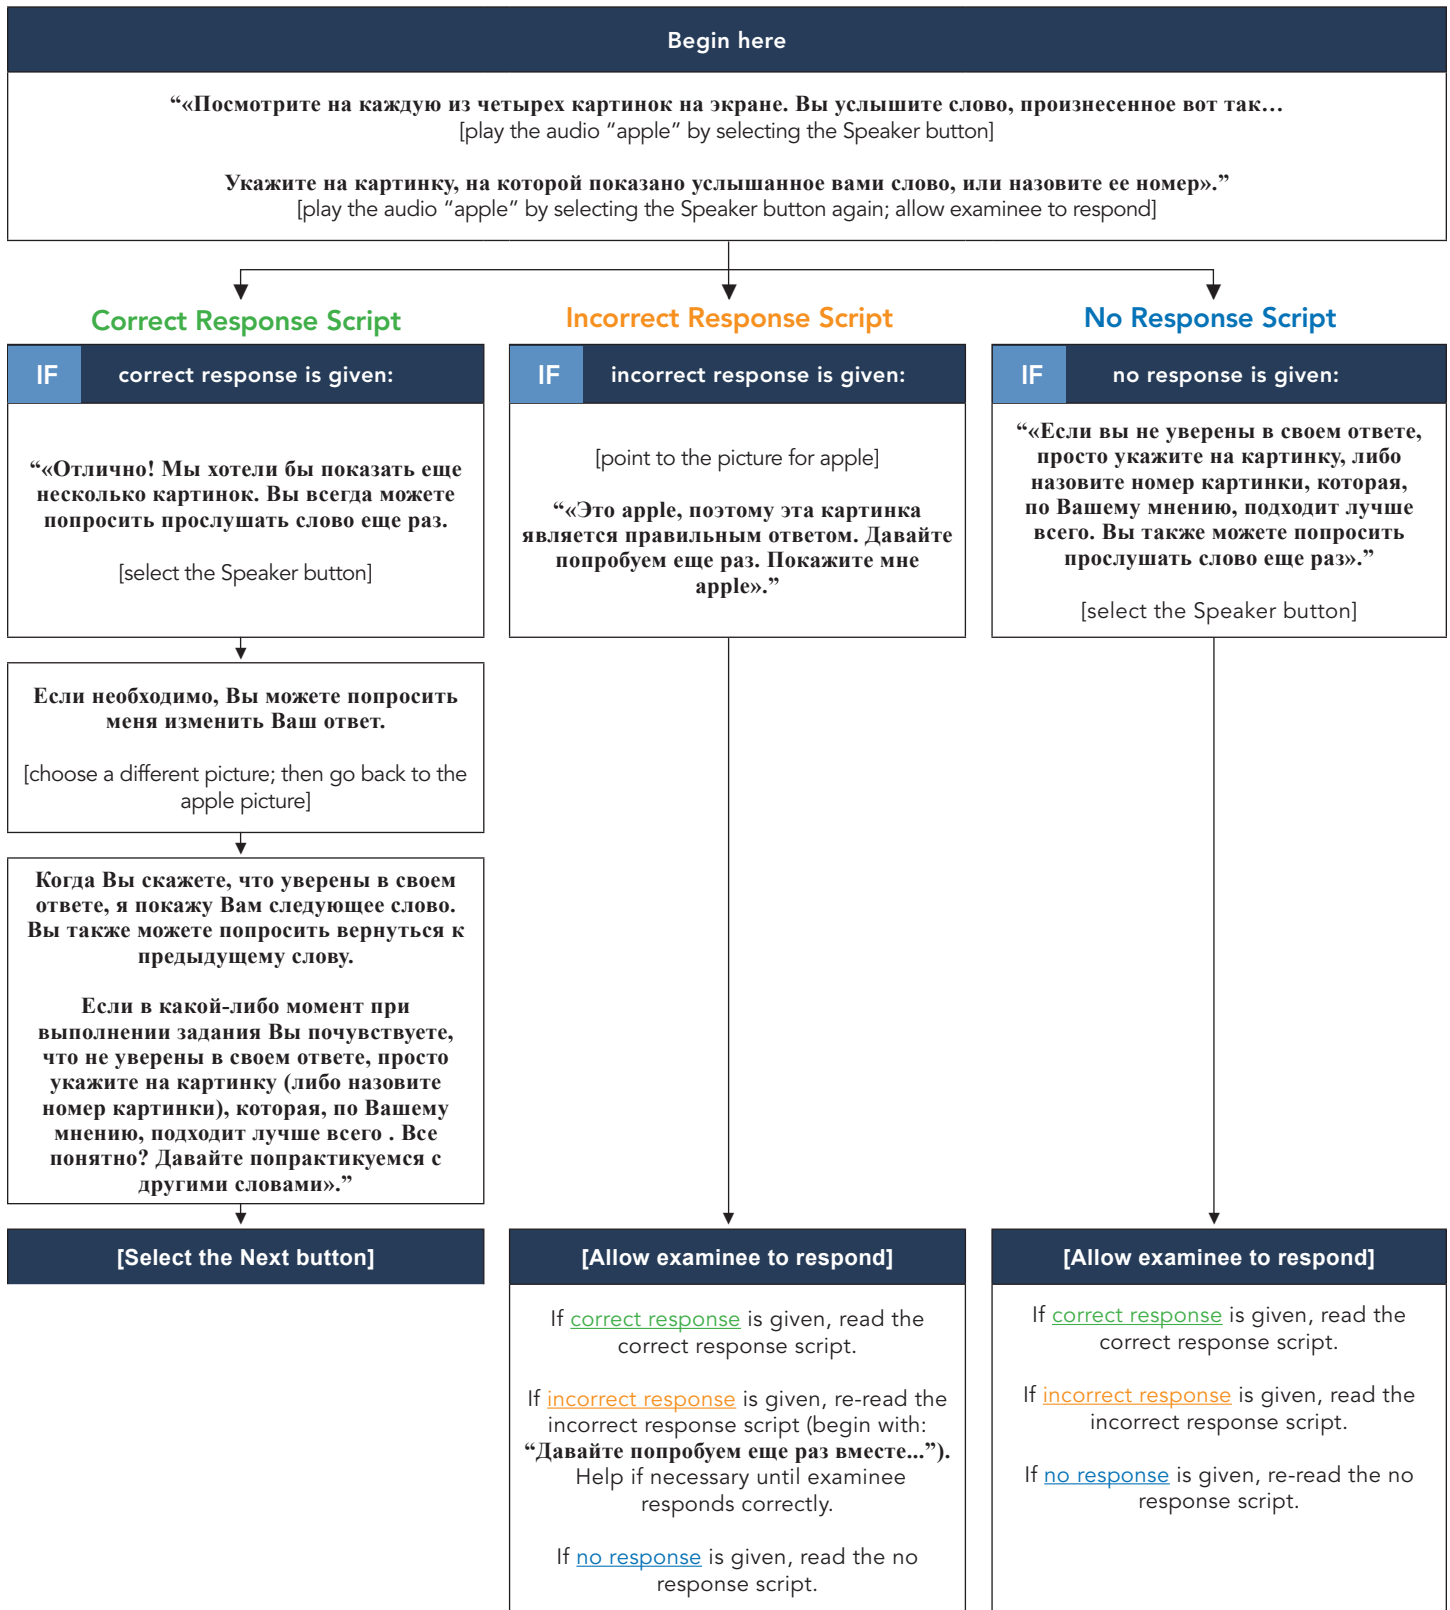 Begin here
“«Посмотрите на каждую из четырех картинок на экране. Вы услышите слово, произнесенное вот так…
[play the audio “apple” by selecting the Speaker button]
Укажите на картинку, на которой показано услышанное вами слово, или назовите ее номер».”
[play the audio “apple” by selecting the Speaker button again; allow examinee to respond]
Correct Response Script
IF correct response is given:
“«Отлично! Мы хотели бы показать еще
несколько картинок. Вы всегда можете
попросить прослушать слово еще раз.
[select the Speaker button]
Если необходимо, Вы можете попросить
меня изменить Ваш ответ.
[choose a different picture; then go back to the
apple picture]
Когда Вы скажете, что уверены в своем
ответе, я покажу Вам следующее слово.
Вы также можете попросить вернуться к
предыдущему слову.
Если в какой-либо момент при
выполнении задания Вы почувствуете,
что не уверены в своем ответе, просто
укажите на картинку (либо назовите
номер картинки), которая, по Вашему
мнению, подходит лучше всего . Все
понятно? Давайте попрактикуемся с
другими словами».”
[Select the Next button]
Incorrect Response Script
IF incorrect response is given:
[point to the picture for apple]
“«Это apple, поэтому эта картинка
является правильным ответом. Давайте
попробуем еще раз. Покажите мне
apple».”
[Allow examinee to respond]
If correct response is given, read the
correct response script.
If incorrect response is given, re-read the
incorrect response script (begin with:
“Давайте попробуем еще раз вместе...”).
Help if necessary until examinee
responds correctly.
If no response is given, read the no
response script.
No Response Script
IF no response is given:
“«Если вы не уверены в своем ответе,
просто укажите на картинку, либо
назовите номер картинки, которая,
по Вашему мнению, подходит лучше
всего. Вы также можете попросить
прослушать слово еще раз».”
[select the Speaker button]
[Allow examinee to respond]
If correct response is given, read the
correct response script.
If incorrect response is given, read the
incorrect response script.
If no response is given, re-read the no
response script.